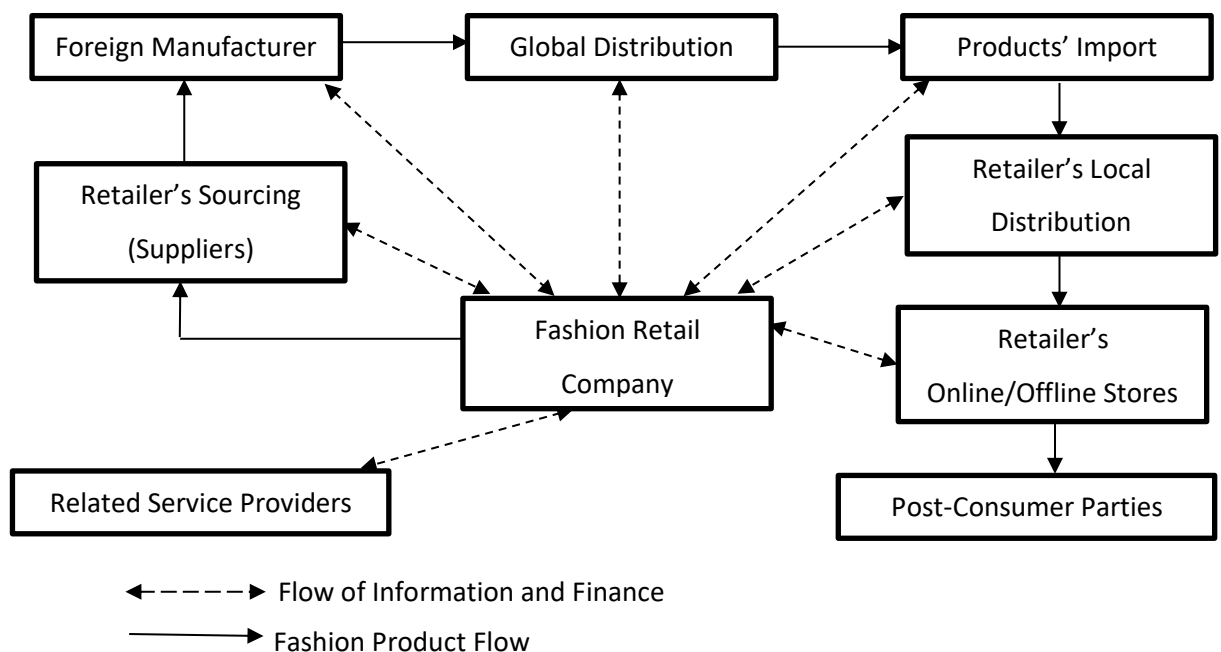 Foreign Manufacturer
Global Distribution
Products’ Import
Retailer’s Sourcing
(Suppliers)
Retailer’s Local
Distribution
Fashion Retail
Company
Retailer’s
Online/Offline Stores
Related Service Providers
Post-Consumer Parties
Flow of Information and Finance
Fashion Product Flow